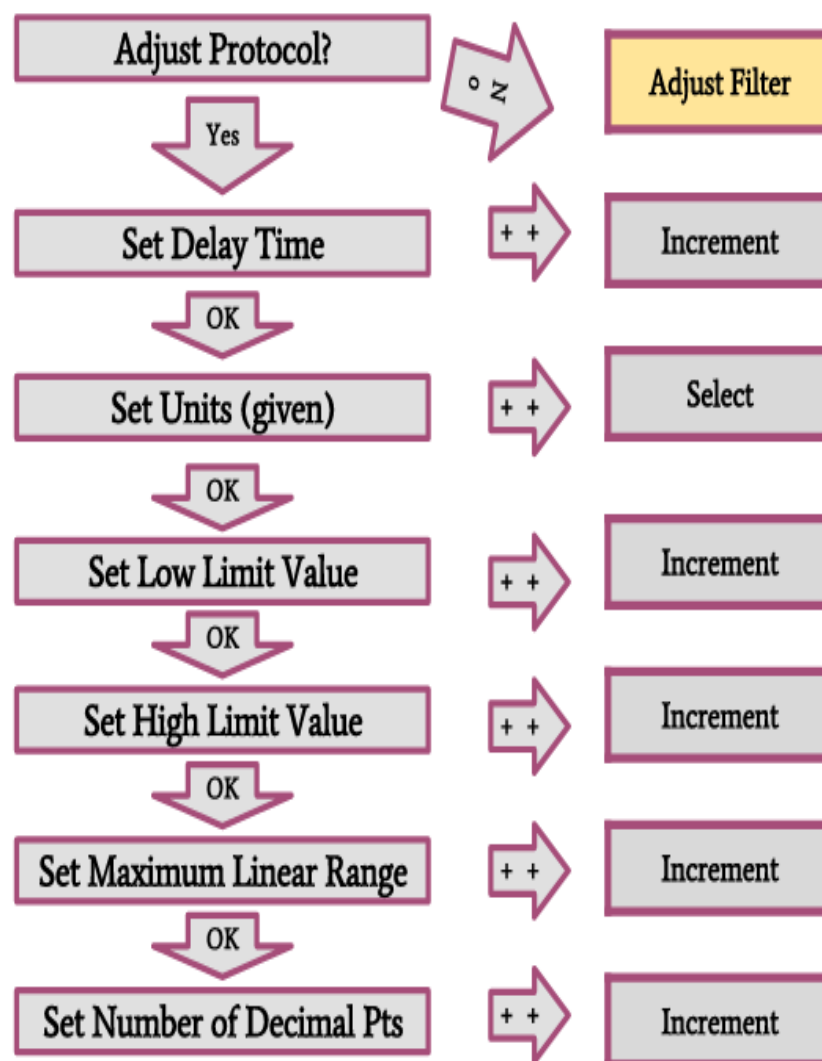 Adjust Protocol?
No
Adjust Filter
Yes
Set Delay Time
+ +
Increment
OK
Set Units (given)
+ +
Select
OK
Set Low Limit Value
+ +
Increment
OK
Set High Limit Value
+ +
Increment
OK
Set Maximum Linear Range
+ +
Increment
OK
Set Number of Decimal Pts
+ +
Increment